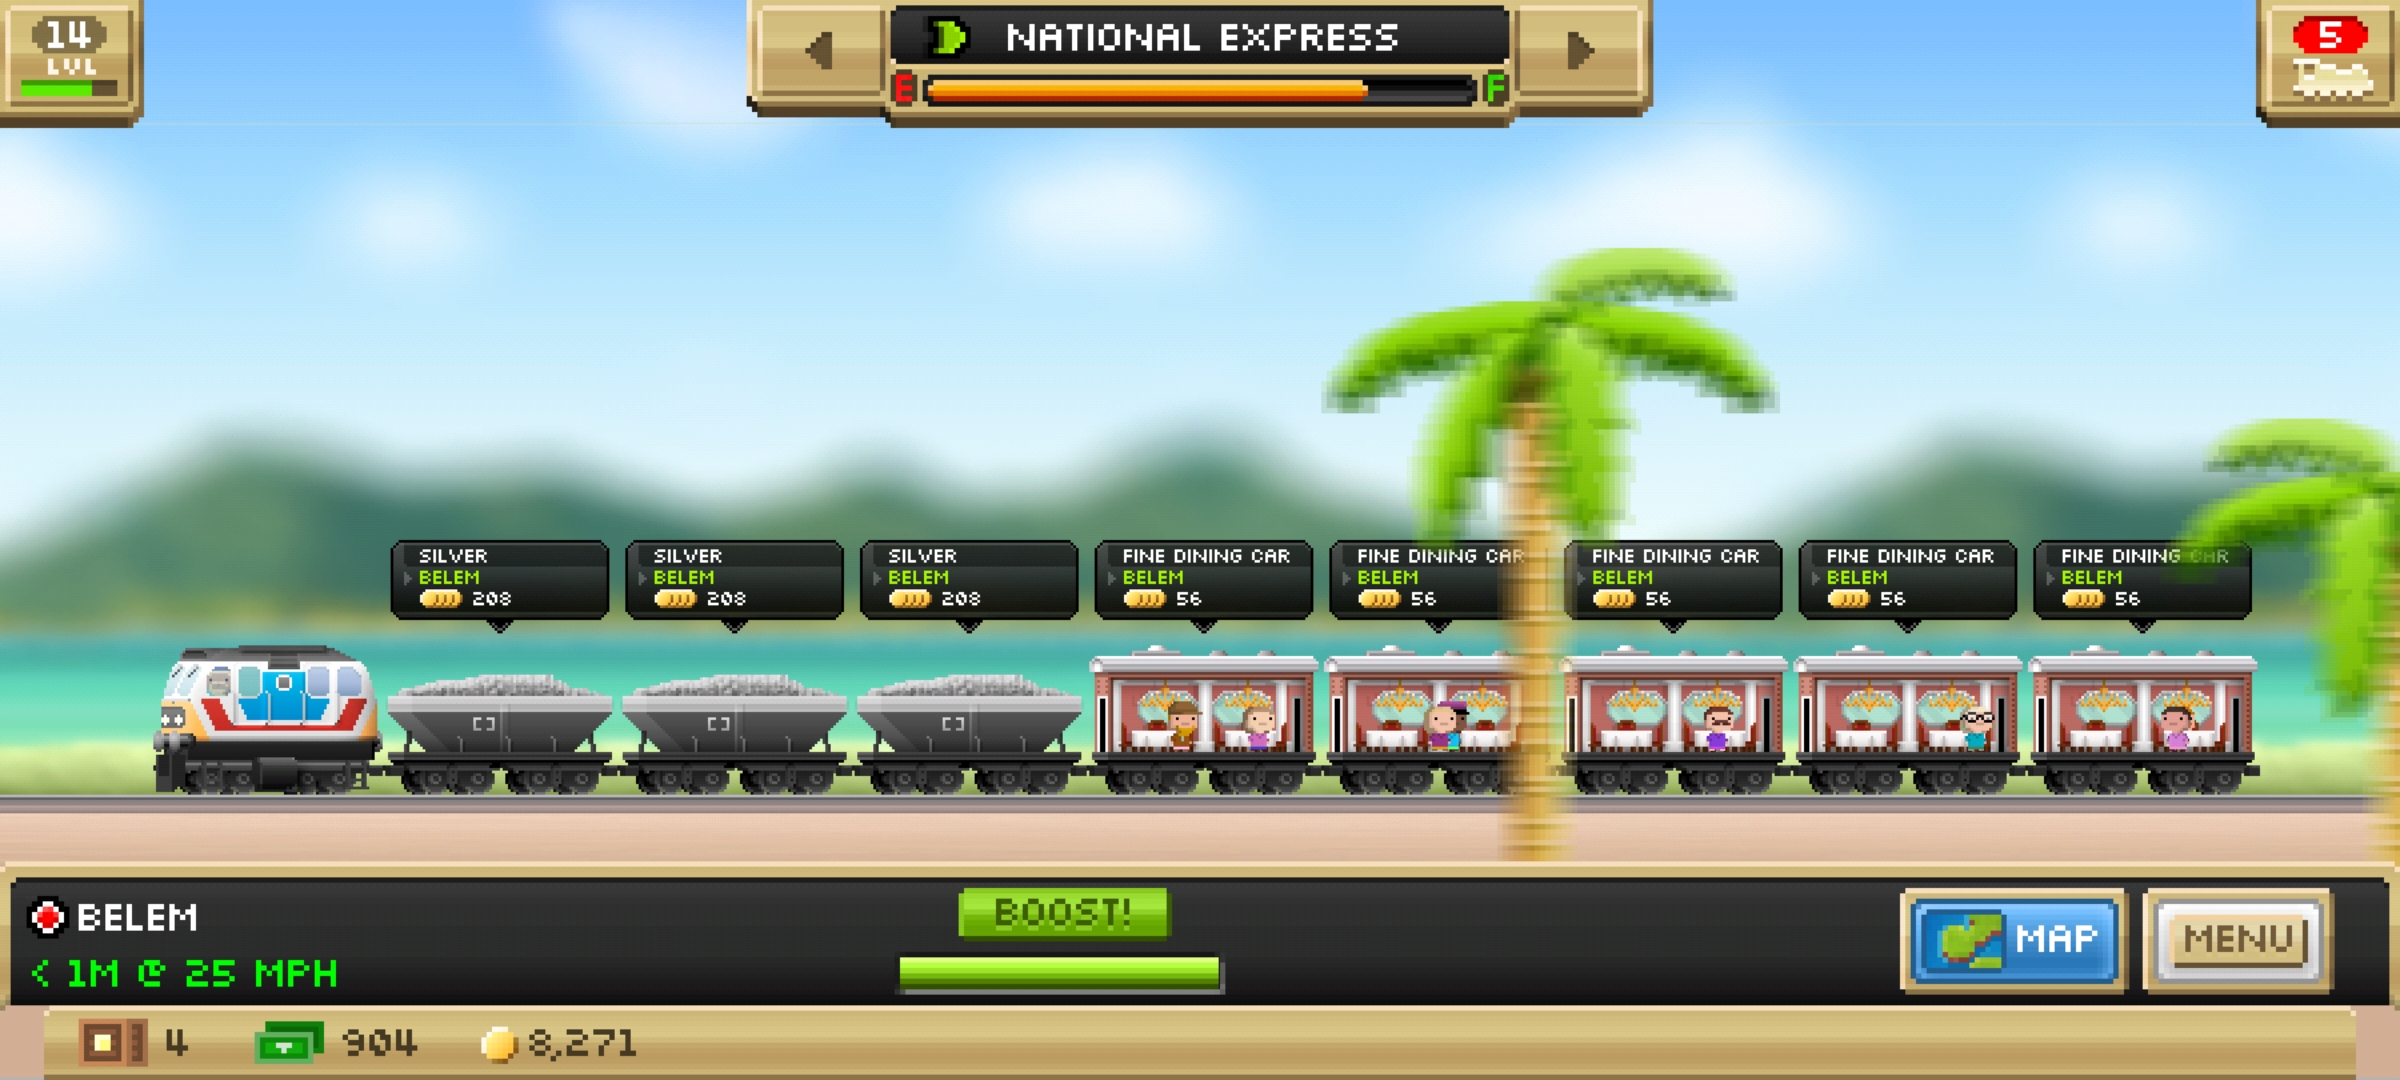 14
LVL
NATIONAL EXPRESS
E F
5
SILVER
BELEM
208
SILVER
BELEM
208
SILVER
BELEM
208
FINE DINING CAR
BELEM
56
FINE DINING CAR
BELEM
56
FINE DINING CAR
BELEM
56
FINE DINING CAR
BELEM
56
FINE DINING CAR
BELEM
56
BELEM
< 1M @ 25 MPH
BOOST!
MAP
MENU
4
904
8,271